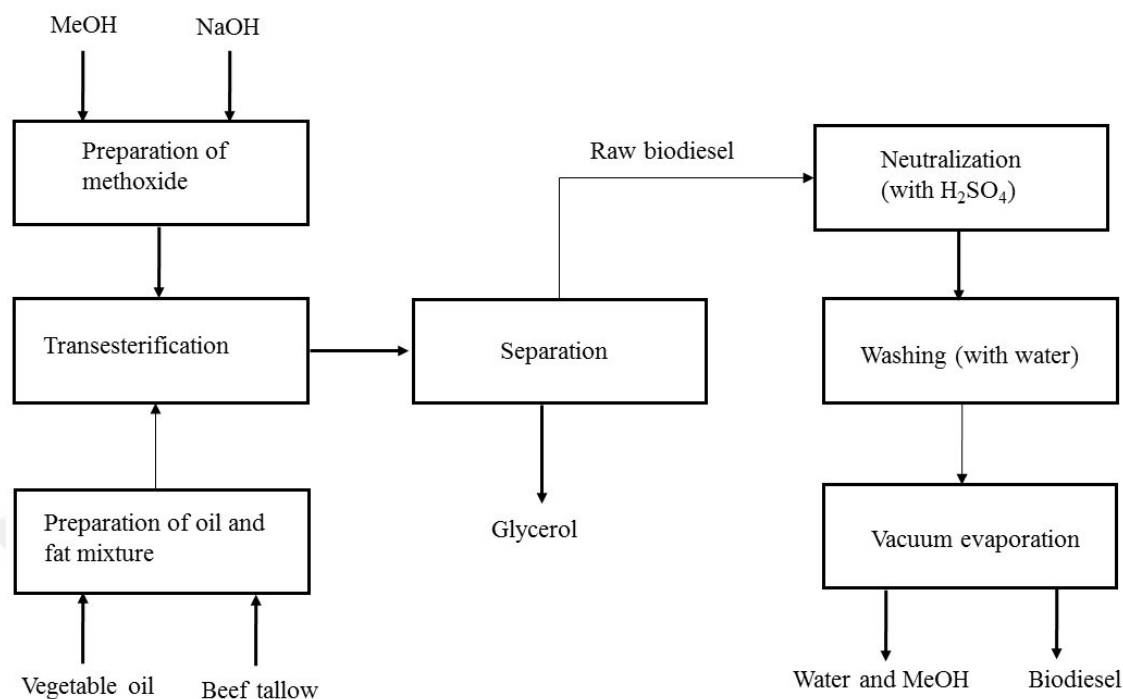 MeOH
NaOH
Preparation of
methoxide
Raw biodiesel
Neutralization
(with H₂SO₄)
Transesterification
Separation
Washing (with water)
Preparation of oil and
fat mixture
Glycerol
Vacuum evaporation
Vegetable oil
Beef tallow
Water and MeOH
Biodiesel